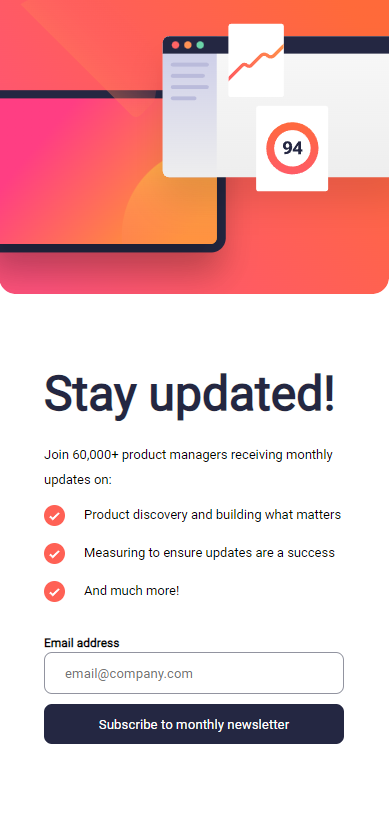 94
Stay updated!
Join 60,000+ product managers receiving monthly
updates on:
Product discovery and building what matters
Measuring to ensure updates are a success
And much more!
Email address
email@company.com
Subscribe to monthly newsletter